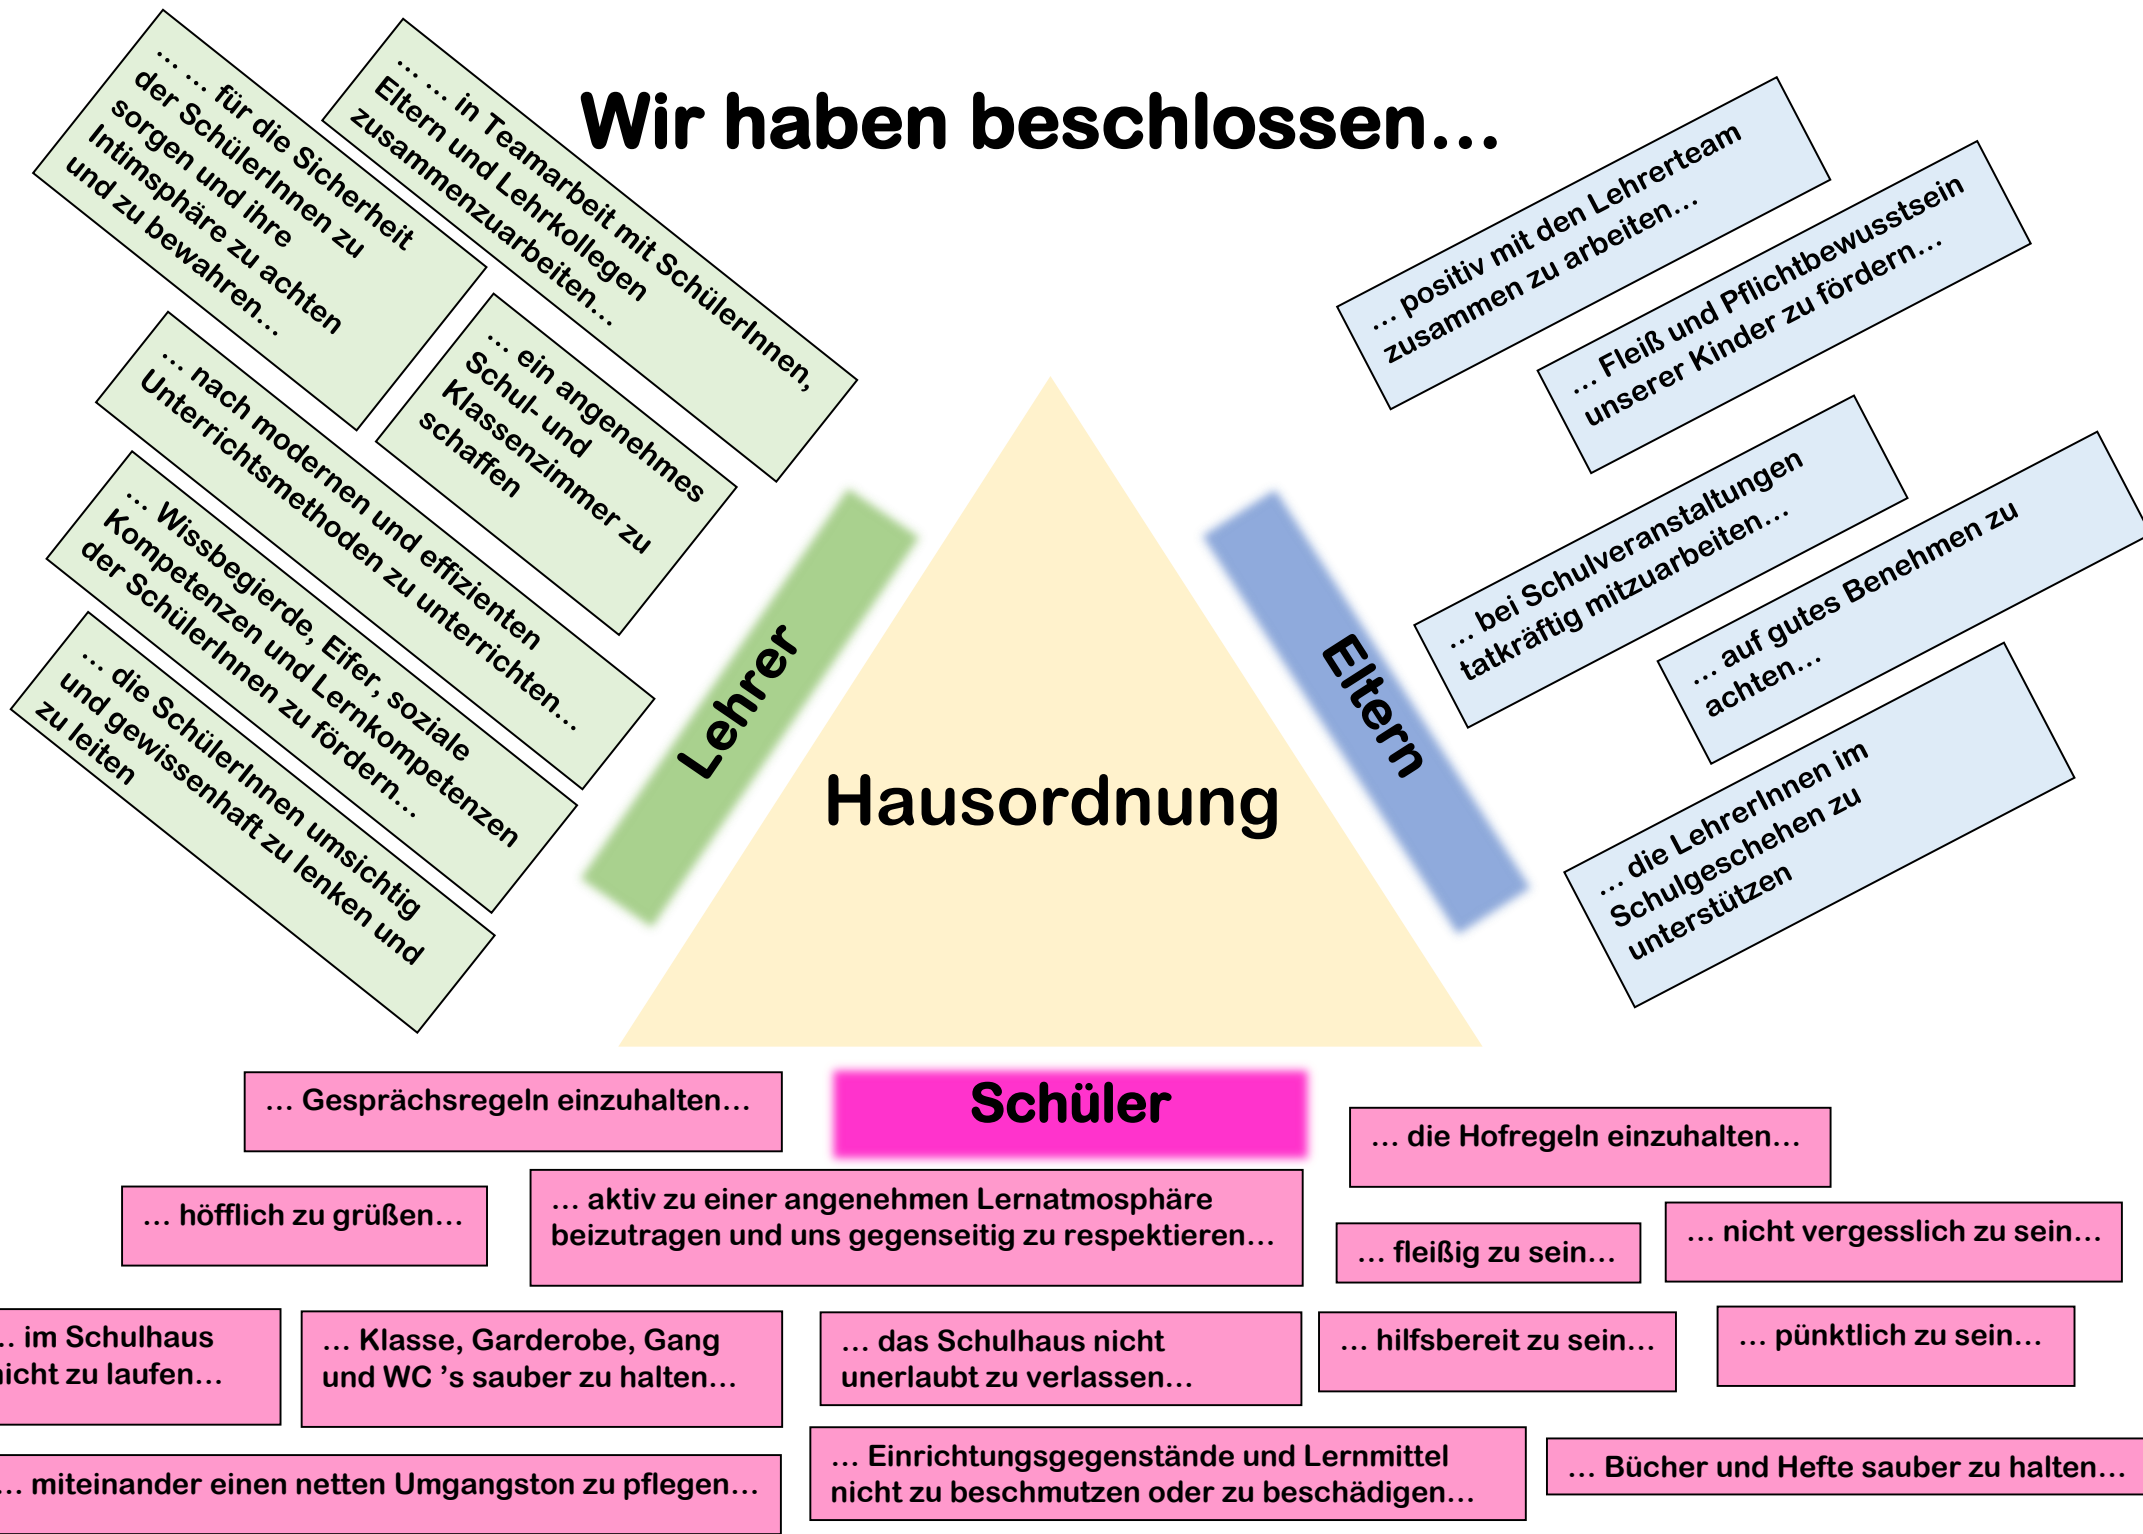 Wir haben beschlossen...
... ... für die Sicherheit
der SchülerInnen zu
sorgen und ihre
Intimsphäre zu achten
und zu bewahren...
... ... in Teamarbeit mit SchülerInnen,
Eltern und Lehrkollegen
zusammenzuarbeiten...
... ein angenehmes
Schul- und
Klassenzimmer zu
schaffen
... nach modernen und effizienten
Unterrichtsmethoden zu unterrichten...
... Wissbegierde, Eifer, soziale
Kompetenzen und Lernkompetenzen
der SchülerInnen zu fördern...
... die SchülerInnen umsichtig
und gewissenhaft zu lenken und
zu leiten
Lehrer
... positiv mit den Lehrerteam
zusammen zu arbeiten...
... Fleiß und Pflichtbewusstsein
unserer Kinder zu fördern...
... bei Schulveranstaltungen
tatkräftig mitzuarbeiten...
... auf gutes Benehmen zu
achten...
... die LehrerInnen im
Schulgeschehen zu
unterstützen
Eltern
Hausordnung
Schüler
... Gesprächsregeln einzuhalten...
... die Hofregeln einzuhalten...
... höfflich zu grüßen...
... aktiv zu einer angenehmen Lernatmosphäre
beizutragen und uns gegenseitig zu respektieren...
... fleißig zu sein...
... nicht vergesslich zu sein...
... im Schulhaus
nicht zu laufen...
... Klasse, Garderobe, Gang
und WC 's sauber zu halten...
... das Schulhaus nicht
unerlaubt zu verlassen...
... hilfsbereit zu sein...
... pünktlich zu sein...
... miteinander einen netten Umgangston zu pflegen...
... Einrichtungsgegenstände und Lernmittel
nicht zu beschmutzen oder zu beschädigen...
... Bücher und Hefte sauber zu halten...